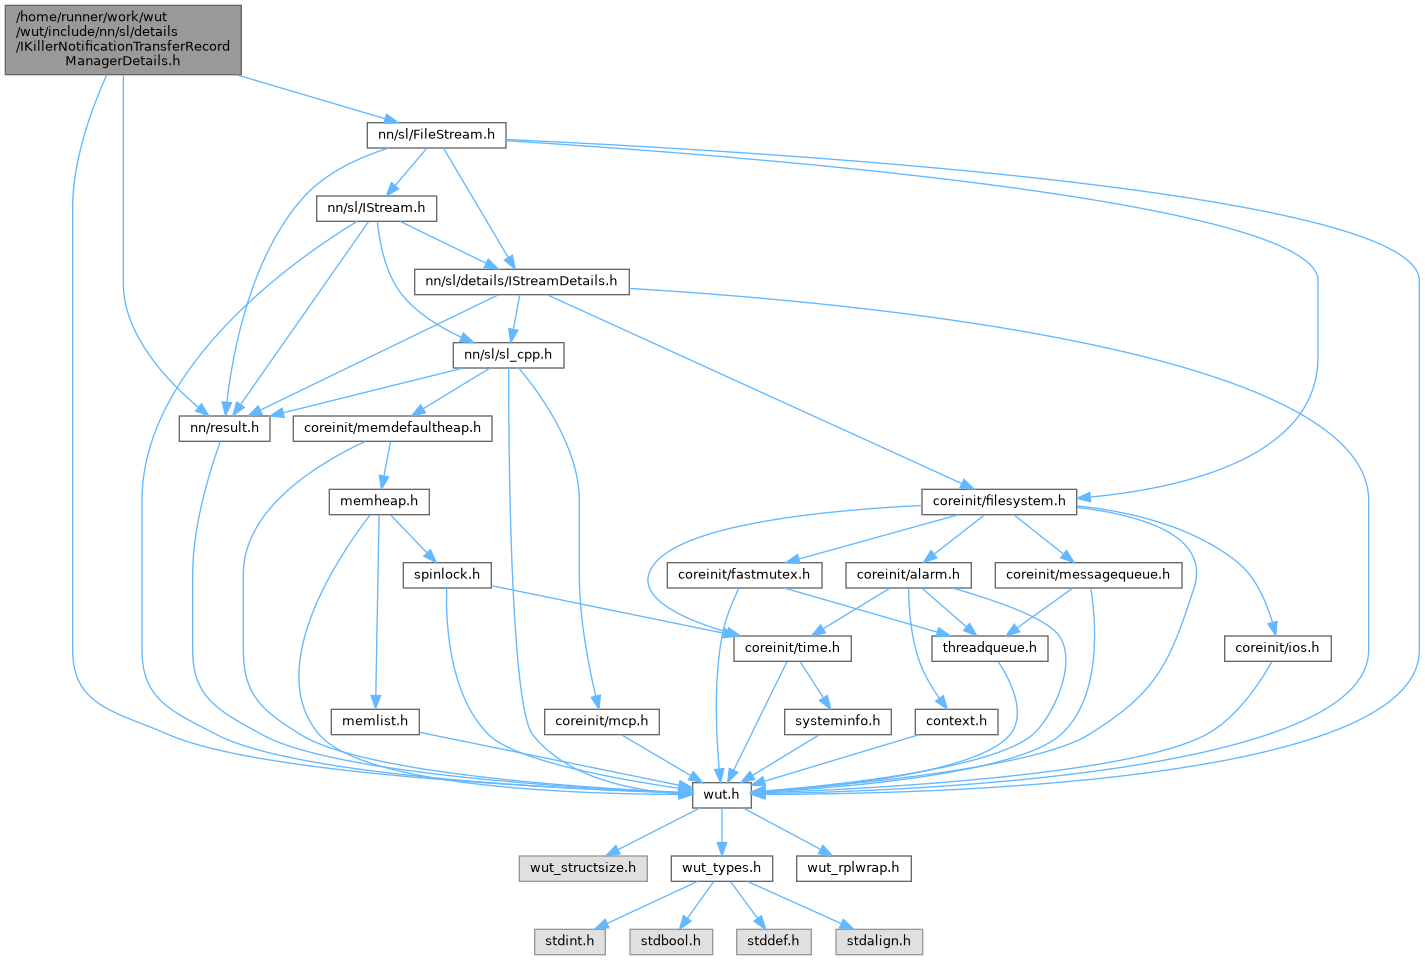 /home/runner/work/wut
/wut/include/nn/sl/details
/IKillerNotificationTransferRecord
ManagerDetails.h
nn/sl/FileStream.h
nn/sl/IStream.h
nn/sl/details/IStreamDetails.h
nn/sl/sl_cpp.h
nn/result.h
coreinit/memdefaultheap.h
memheap.h
coreinit/filesystem.h
spinlock.h
coreinit/fastmutex.h
coreinit/alarm.h
coreinit/messagequeue.h
coreinit/time.h
threadqueue.h
coreinit/ios.h
memlist.h
coreinit/mcp.h
systeminfo.h
context.h
wut.h
wut_structsize.h
wut_types.h
wut_rplwrap.h
stdint.h
stdbool.h
stddef.h
stdalign.h